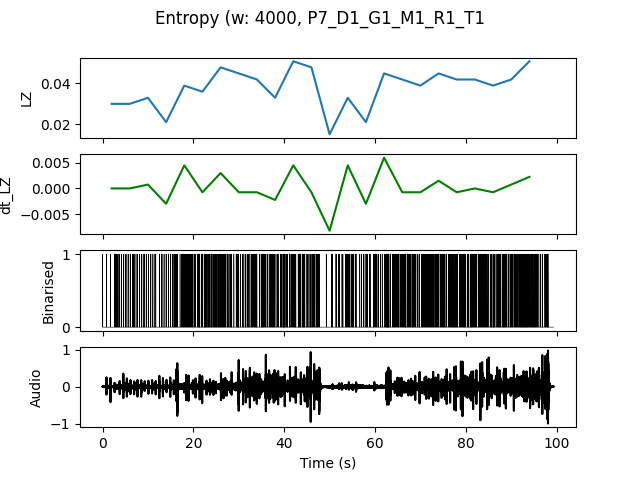 Entropy (w: 4000, P7_D1_G1_M1_R1_T1
0.04
0.02
LZ
0.005
0.000
−0.005
dt_LZ
1
0
Binarised
1
0
−1
Audio
0 20 40 60 80 100
Time (s)